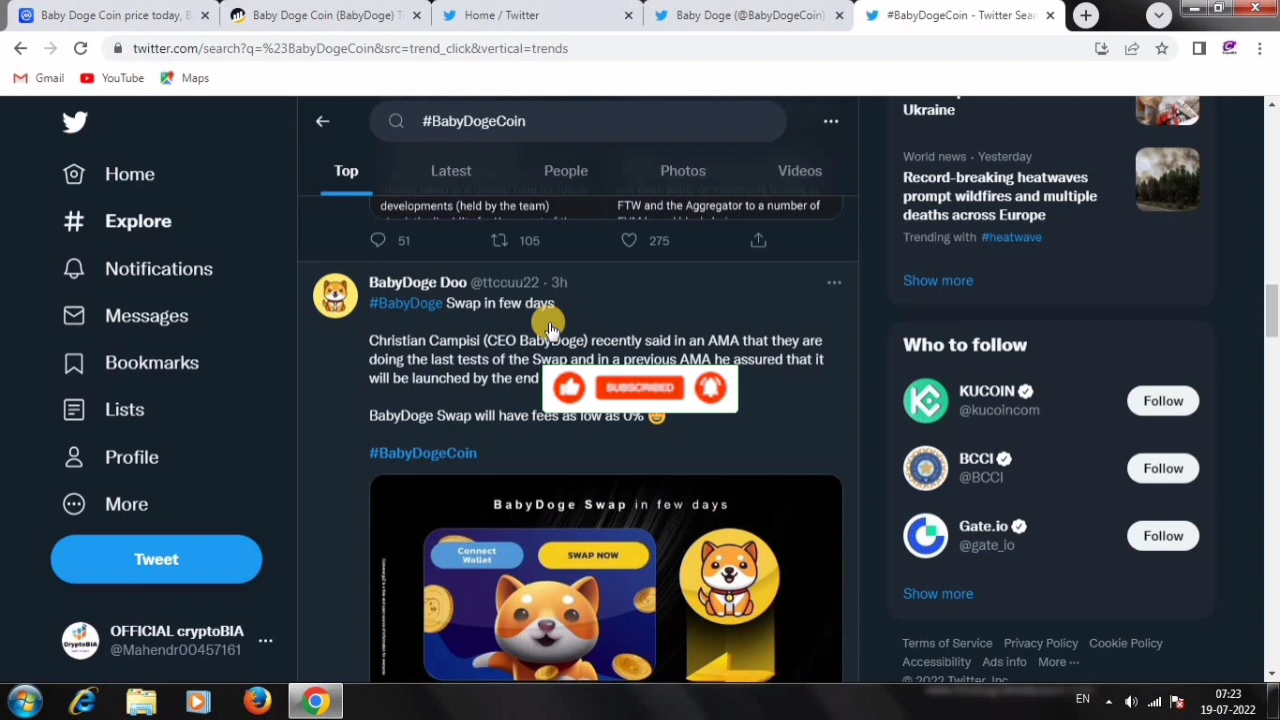 Baby Doge Coin price today, B
Baby Doge Coin (BabyDoge) T
Home / Twitter
Baby Doge (@BabyDogeCoin)
#BabyDogeCoin - Twitter Sear
twitter.com/search?q=%23BabyDogeCoin&src=trend_click&vertical=trends
Gmail
YouTube
Maps
Home
Explore
Notifications
Messages
Bookmarks
Lists
Profile
More
Tweet
OFFICIAL cryptoBIA
@Mahendr00457161
#BabyDogeCoin
Top
Latest
People
Photos
Videos
developments (held by the team)
FTW and the Aggregator to a number of
51
105
275
BabyDoge Doo @ttccuu22 · 3h
#BabyDoge Swap in few days
Christian Campisi (CEO BabyDoge) recently said in an AMA that they are
doing the last tests of the Swap and in a previous AMA he assured that it
will be launched by the end
SUBSCRIBED
BabyDoge Swap will have fees as low as 0% 😄
#BabyDogeCoin
BabyDoge Swap in few days
Connect
Wallet
SWAP NOW
Ukraine
World news · Yesterday
Record-breaking heatwaves
prompt wildfires and multiple
deaths across Europe
Trending with #heatwave
Show more
Who to follow
KUCOIN
@kucoincom
Follow
BCCI
@BCCI
Follow
Gate.io
@gate_io
Follow
Show more
Terms of Service Privacy Policy Cookie Policy
Accessibility Ads info More ···
© 2022 Twitter, Inc.
EN
07:23
19-07-2022